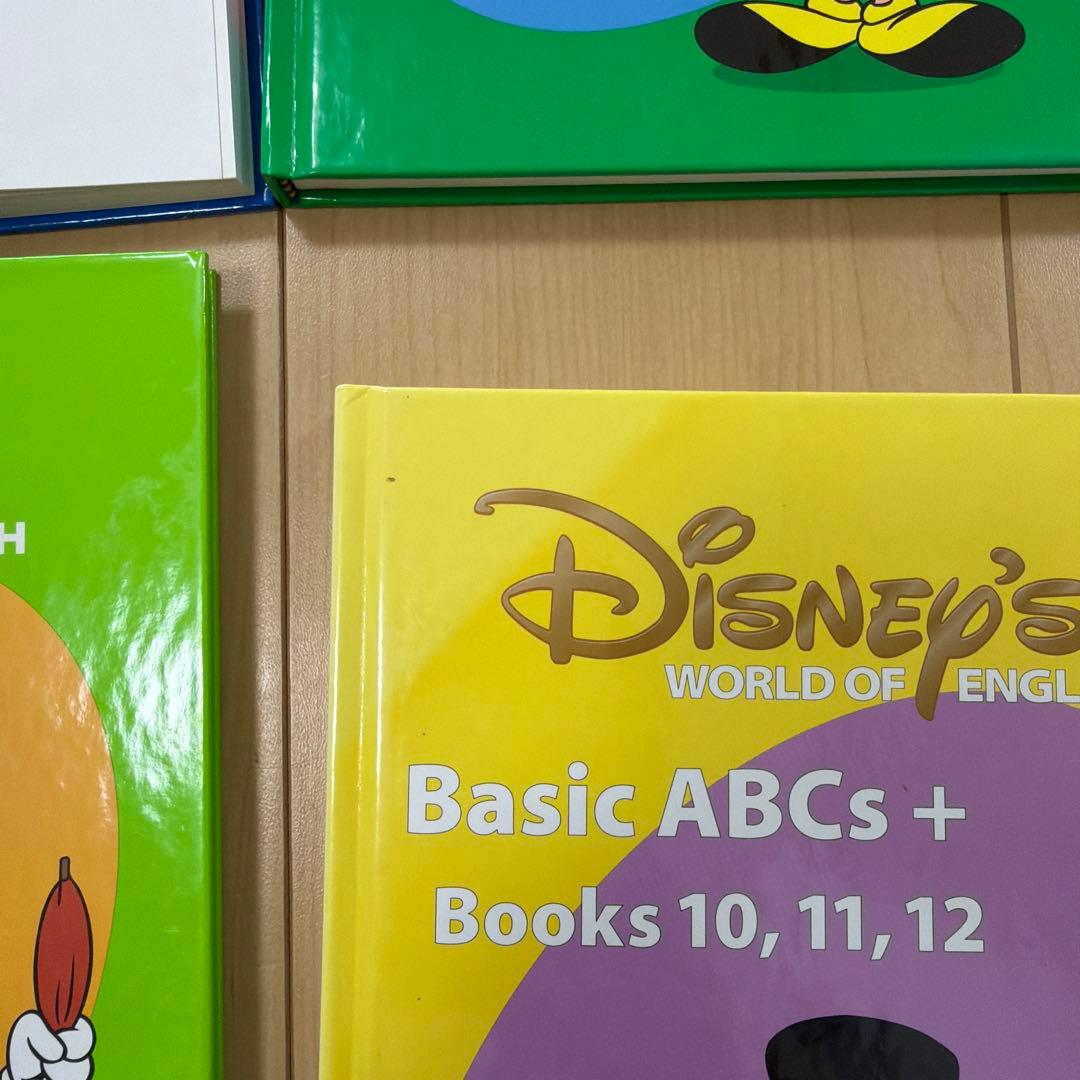 H
Disney's
WORLD OF ENGL
Basic ABCs +
Books 10, 11, 12